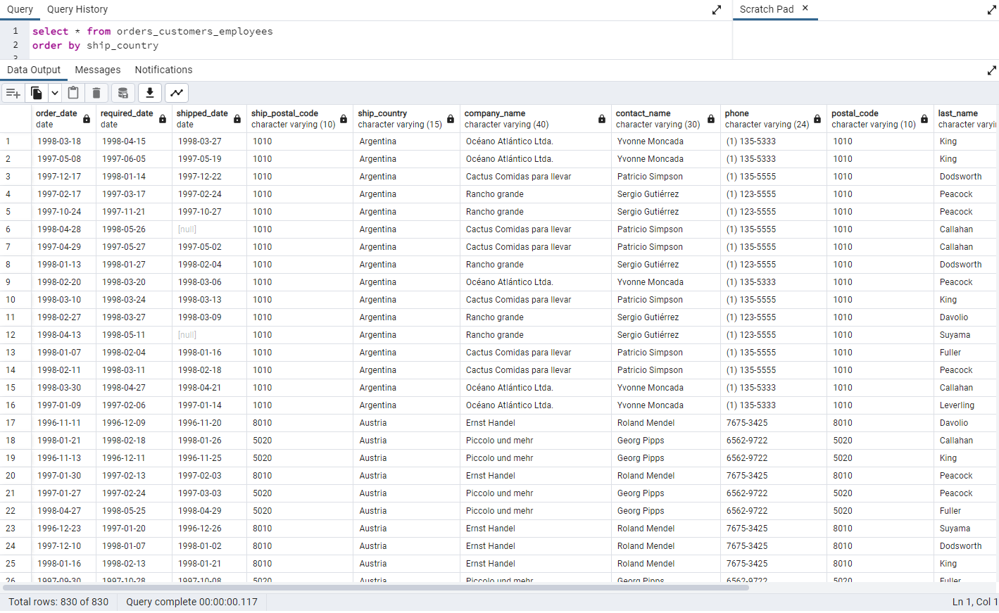 Query Query History Scratch Pad ×
1 select * from orders_customers_employees
2 order by ship_country
3
Data Output Messages Notifications
order_date required_date shipped_date ship_postal_code ship_country company_name contact_name phone postal_code last_name
date date date character varying (10) character varying (15) character varying (40) character varying (30) character varying (24) character varying (10) character varyi
1 1998-03-18 1998-04-15 1998-03-27 1010 Argentina Océano Atlántico Ltda. Yvonne Moncada (1) 135-5333 1010 King
2 1997-05-08 1997-06-05 1997-05-19 1010 Argentina Océano Atlántico Ltda. Yvonne Moncada (1) 135-5333 1010 King
3 1997-12-17 1998-01-14 1997-12-22 1010 Argentina Cactus Comidas para llevar Patricio Simpson (1) 135-5555 1010 Dodsworth
4 1997-02-17 1997-03-17 1997-02-24 1010 Argentina Rancho grande Sergio Gutiérrez (1) 123-5555 1010 Peacock
5 1997-10-24 1997-11-21 1997-10-27 1010 Argentina Rancho grande Sergio Gutiérrez (1) 123-5555 1010 Peacock
6 1998-04-28 1998-05-26 [null] 1010 Argentina Cactus Comidas para llevar Patricio Simpson (1) 135-5555 1010 Callahan
7 1997-04-29 1997-05-27 1997-05-02 1010 Argentina Cactus Comidas para llevar Patricio Simpson (1) 135-5555 1010 Callahan
8 1998-01-13 1998-01-27 1998-02-04 1010 Argentina Rancho grande Sergio Gutiérrez (1) 123-5555 1010 Dodsworth
9 1998-02-20 1998-03-20 1998-03-06 1010 Argentina Océano Atlántico Ltda. Yvonne Moncada (1) 135-5333 1010 Peacock
10 1998-03-10 1998-03-24 1998-03-13 1010 Argentina Cactus Comidas para llevar Patricio Simpson (1) 135-5555 1010 King
11 1998-02-27 1998-03-27 1998-03-09 1010 Argentina Rancho grande Sergio Gutiérrez (1) 123-5555 1010 Davolio
12 1998-04-13 1998-05-11 [null] 1010 Argentina Rancho grande Sergio Gutiérrez (1) 123-5555 1010 Suyama
13 1998-01-07 1998-02-04 1998-01-16 1010 Argentina Cactus Comidas para llevar Patricio Simpson (1) 135-5555 1010 Fuller
14 1998-02-11 1998-03-11 1998-02-18 1010 Argentina Cactus Comidas para llevar Patricio Simpson (1) 135-5555 1010 Peacock
15 1998-03-30 1998-04-27 1998-04-21 1010 Argentina Océano Atlántico Ltda. Yvonne Moncada (1) 135-5333 1010 Callahan
16 1997-01-09 1997-02-06 1997-01-14 1010 Argentina Océano Atlántico Ltda. Yvonne Moncada (1) 135-5333 1010 Leverling
17 1996-11-11 1996-12-09 1996-11-20 8010 Austria Ernst Handel Roland Mendel 7675-3425 8010 Davolio
18 1998-01-21 1998-02-18 1998-01-26 5020 Austria Piccolo und mehr Georg Pipps 6562-9722 5020 Callahan
19 1996-11-13 1996-12-11 1996-11-25 5020 Austria Piccolo und mehr Georg Pipps 6562-9722 5020 King
20 1997-01-30 1997-02-13 1997-02-03 8010 Austria Ernst Handel Roland Mendel 7675-3425 8010 Peacock
21 1997-01-27 1997-02-24 1997-03-03 5020 Austria Piccolo und mehr Georg Pipps 6562-9722 5020 Peacock
22 1998-04-27 1998-05-25 1998-04-29 5020 Austria Piccolo und mehr Georg Pipps 6562-9722 5020 Fuller
23 1996-12-23 1997-01-20 1996-12-26 8010 Austria Ernst Handel Roland Mendel 7675-3425 8010 Suyama
24 1997-12-10 1998-01-07 1998-01-02 8010 Austria Ernst Handel Roland Mendel 7675-3425 8010 Dodsworth
25 1998-01-16 1998-02-13 1998-01-21 8010 Austria Ernst Handel Roland Mendel 7675-3425 8010 King
26 1997-09-30 1997-10-28 1997-10-08 5020 Austria Piccolo und mehr Georg Pipps 6562-9722 5020 Fuller
Total rows: 830 of 830 Query complete 00:00:00.117 Ln 1, Col 1